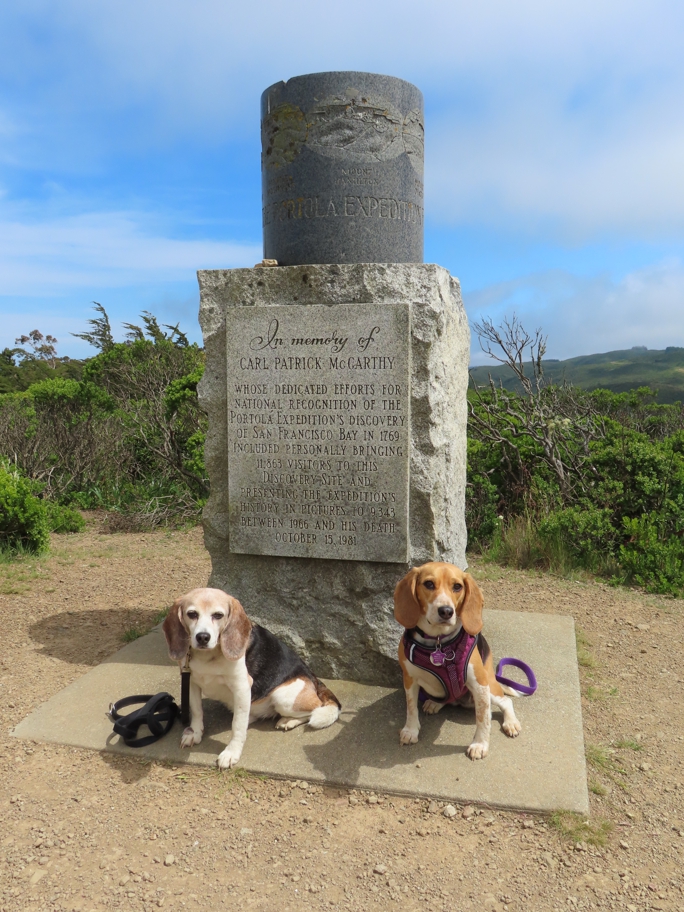 PORTOLA EXPEDITION
In memory of
CARL PATRICK MCCARTHY
WHOSE DEDICATED EFFORTS FOR
NATIONAL RECOGNITION OF THE
PORTOLA EXPEDITION'S DISCOVERY
OF SAN FRANCISCO BAY IN 1769
INCLUDED PERSONALLY BRINGING
11,863 VISITORS TO THIS
DISCOVERY SITE AND
PRESENTING THE EXPEDITION'S
HISTORY IN PICTURES TO 9,343
BETWEEN 1966 AND HIS DEATH
OCTOBER 15, 1981